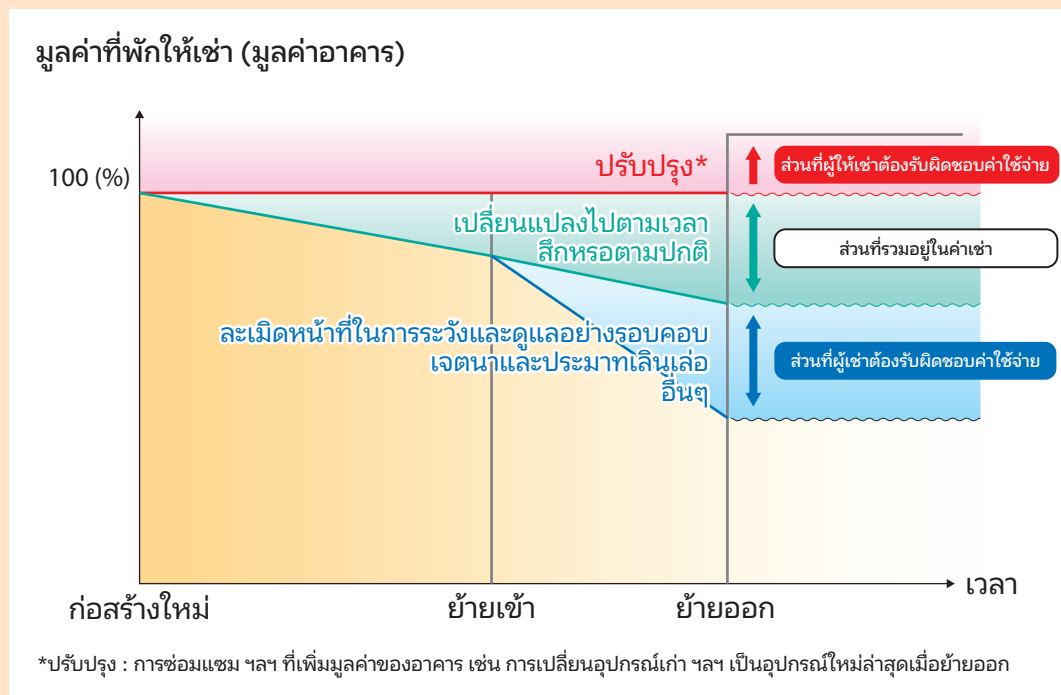 มูลค่าที่พักให้เช่า (มูลค่าอาคาร)
100 (%)
ปรับปรุง*
ส่วนที่ผู้ให้เช่าต้องรับผิดชอบค่าใช้จ่าย
เปลี่ยนแปลงไปตามเวลา
สึกหรอตามปกติ
ส่วนที่รวมอยู่ในค่าเช่า
ละเมิดหน้าที่ในการระวังและดูแลอย่างรอบคอบ
เจตนาและประมาทเลินเล่อ
อื่นๆ
ส่วนที่ผู้เช่าต้องรับผิดชอบค่าใช้จ่าย
เวลา
ก่อสร้างใหม่
ย้ายเข้า
ย้ายออก
*ปรับปรุง : การซ่อมแซม ฯลฯ ที่เพิ่มมูลค่าของอาคาร เช่น การเปลี่ยนอุปกรณ์เก่า ฯลฯ เป็นอุปกรณ์ใหม่ล่าสุดเมื่อย้ายออก